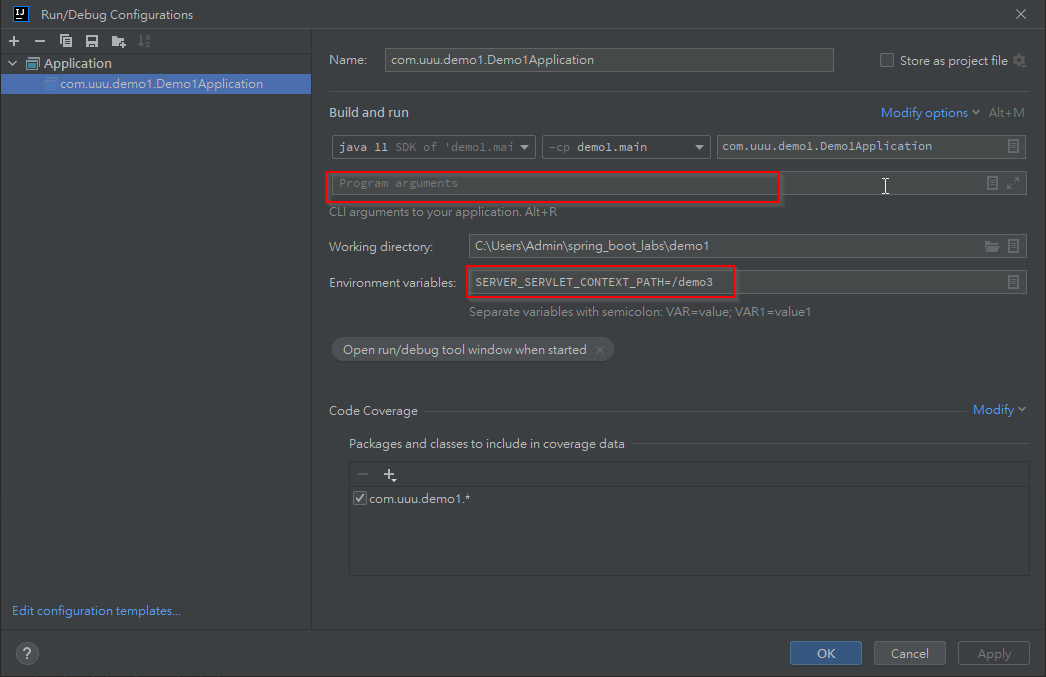 IJ
Run/Debug Configurations
Application
com.uuu.demo1.Demo1Application
Edit configuration templates...
Name:
com.uuu.demo1.Demo1Application
Store as project file
Build and run
Modify options
Alt+M
java 11 SDK of 'demo1.mai
-cp demo1.main
com.uuu.demo1.Demo1Application
Program arguments
CLI arguments to your application. Alt+R
Working directory:
C:\Users\Admin\spring_boot_labs\demo1
Environment variables:
SERVER_SERVLET_CONTEXT_PATH=/demo3
Separate variables with semicolon: VAR=value; VAR1=value1
Open run/debug tool window when started
Code Coverage
Modify
Packages and classes to include in coverage data
com.uuu.demo1.*
?
OK
Cancel
Apply